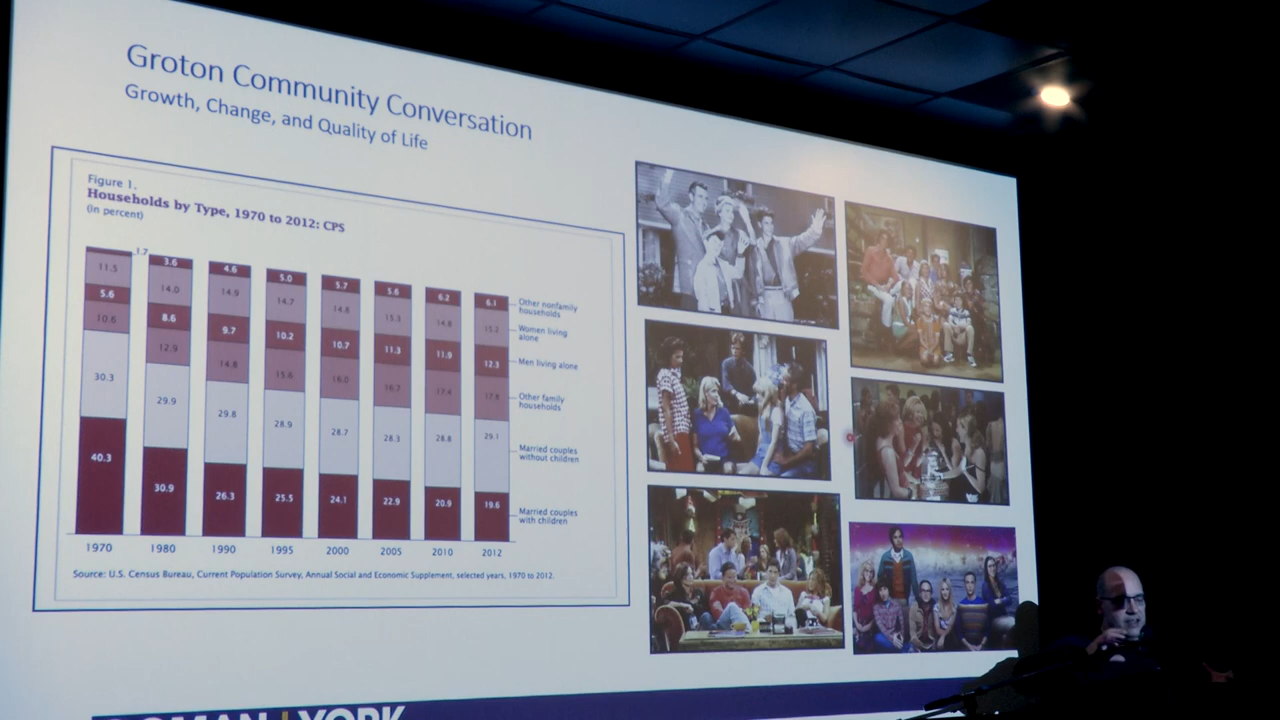 Groton Community Conversation
Growth, Change, and Quality of Life
Figure 1.
Households by Type, 1970 to 2012: CPS
(In percent)
1.7 3.6 4.6 5.0 5.7 5.6 6.2 6.1 Other nonfamily households
11.5 14.0 14.9 14.7 14.8 15.3 14.8 15.2 Women living alone
5.6 8.6 9.7 10.2 10.7 11.3 11.9 12.3 Men living alone
10.6 12.9 14.8 15.6 16.0 16.7 17.4 17.8 Other family households
30.3 29.9 29.8 28.9 28.7 28.3 28.8 29.1 Married couples without children
40.3 30.9 26.3 25.5 24.1 22.9 20.9 19.6 Married couples with children
1970 1980 1990 1995 2000 2005 2010 2012
Source: U.S. Census Bureau, Current Population Survey, Annual Social and Economic Supplement, selected years, 1970 to 2012.
YORK